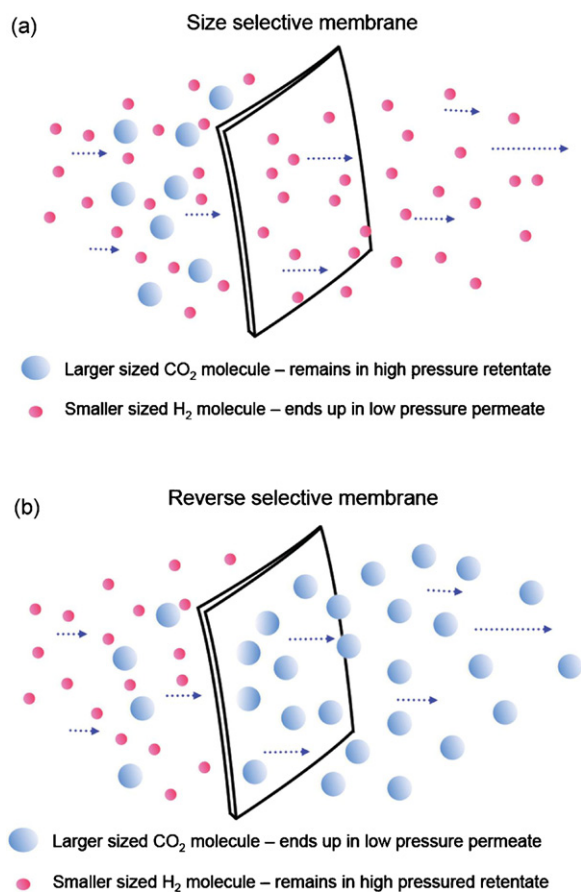 (a)
Size selective membrane
Larger sized CO₂ molecule – remains in high pressure retentate
Smaller sized H₂ molecule – ends up in low pressure permeate
(b)
Reverse selective membrane
Larger sized CO₂ molecule – ends up in low pressure permeate
Smaller sized H₂ molecule – remains in high pressured retentate